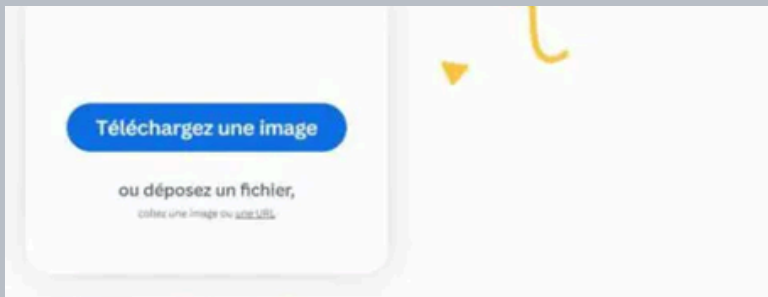 Téléchargez une image
ou déposez un fichier,
collez une image ou une URL